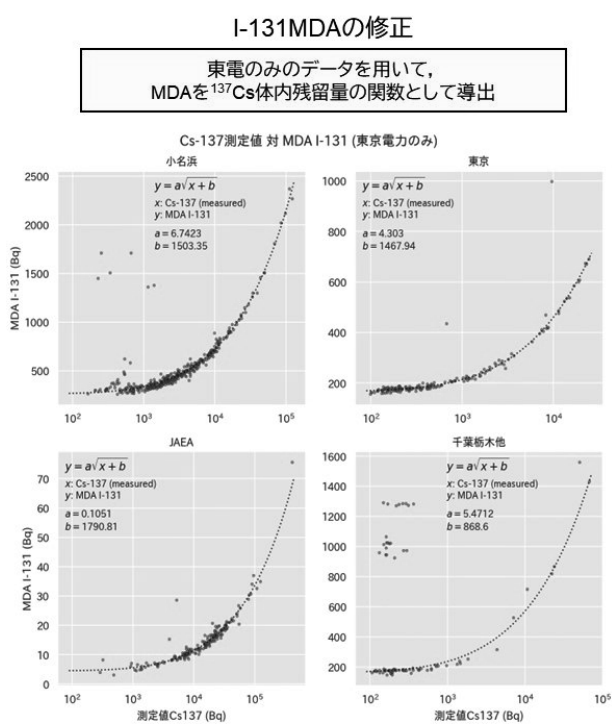 I-131MDAの修正
東電のみのデータを用いて,
MDAを¹³⁷Cs体内残留量の関数として導出
Cs-137測定値 対 MDA I-131 (東京電力のみ)
小名浜
y = a√x + b
x: Cs-137 (measured)
y: MDA I-131
a = 6.7423
b = 1503.35
MDA I-131 (Bq)
2500
2000
1500
1000
500
10² 10³ 10⁴ 10⁵
東京
y = a√x + b
x: Cs-137 (measured)
y: MDA I-131
a = 4.303
b = 1467.94
1000
800
600
400
200
10² 10³ 10⁴
JAEA
y = a√x + b
x: Cs-137 (measured)
y: MDA I-131
a = 0.1051
b = 1790.81
MDA I-131 (Bq)
70
60
50
40
30
20
10
0
10² 10³ 10⁴ 10⁵
測定値Cs137 (Bq)
千葉栃木他
y = a√x + b
x: Cs-137 (measured)
y: MDA I-131
a = 5.4712
b = 868.6
1600
1400
1200
1000
800
600
400
200
10² 10³ 10⁴ 10⁵
測定値Cs137 (Bq)